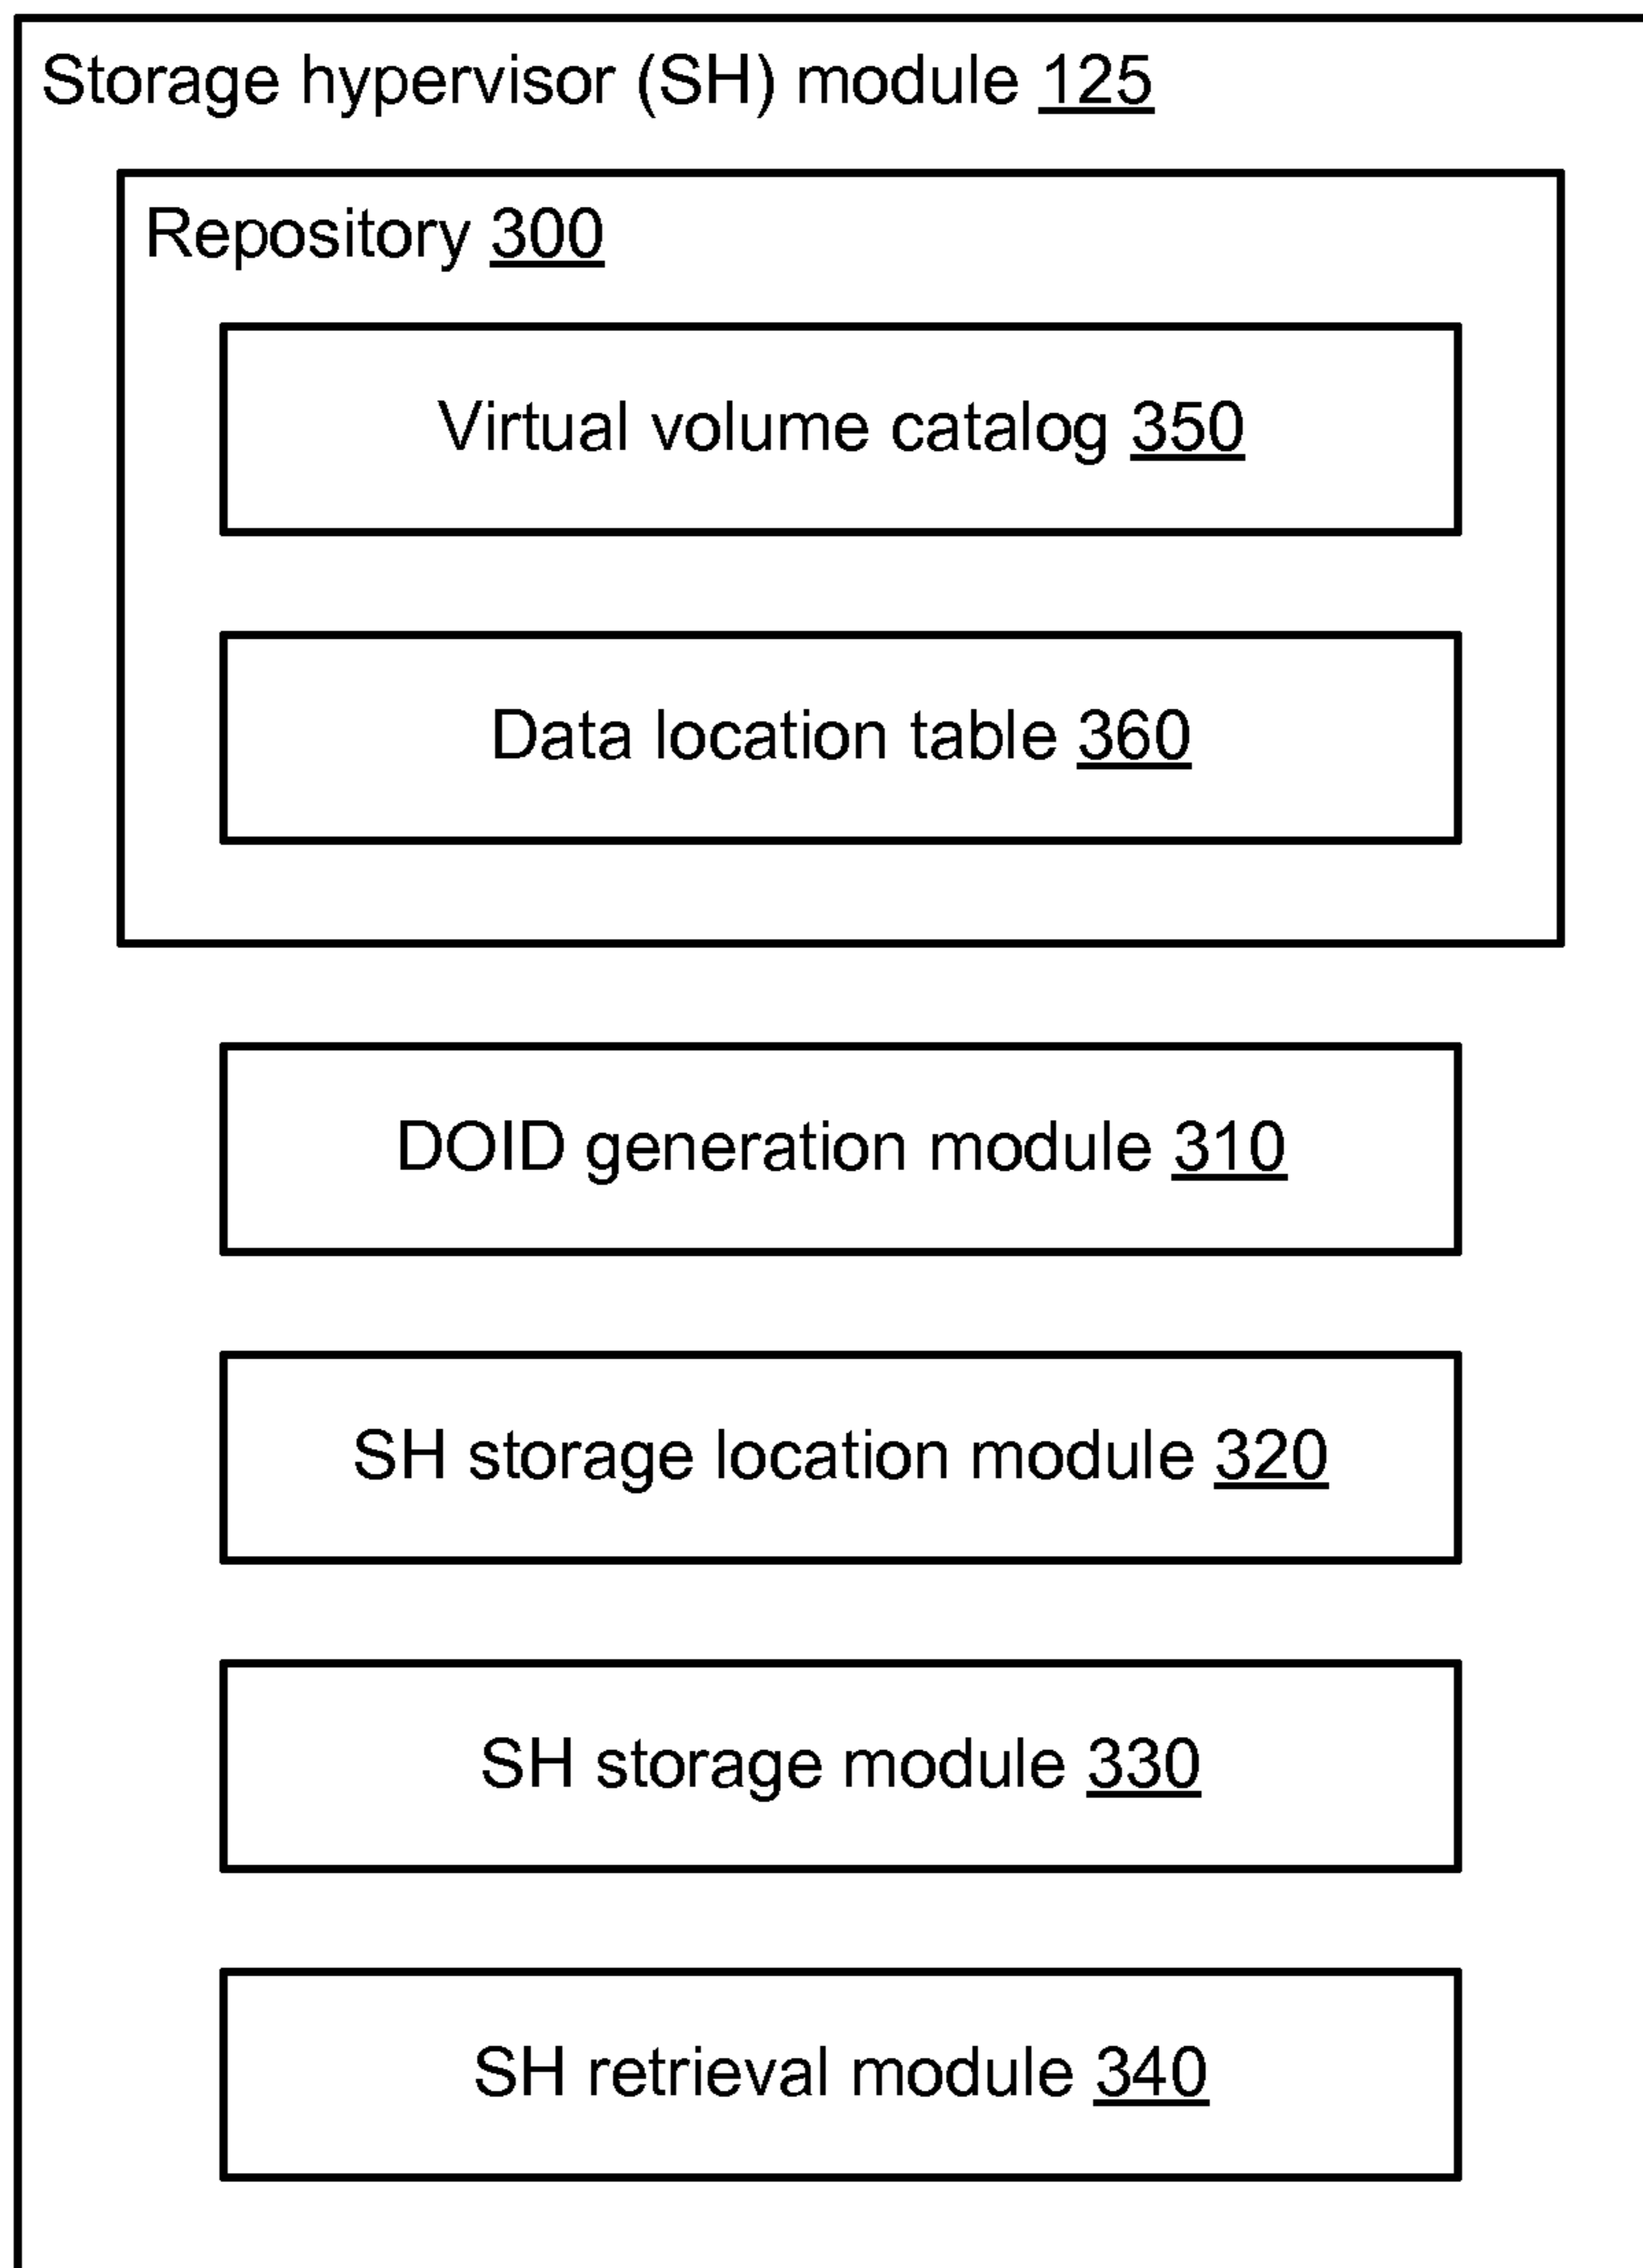 Storage hypervisor (SH) module 125
Repository 300
Virtual volume catalog 350
Data location table 360
DOID generation module 310
SH storage location module 320
SH storage module 330
SH retrieval module 340